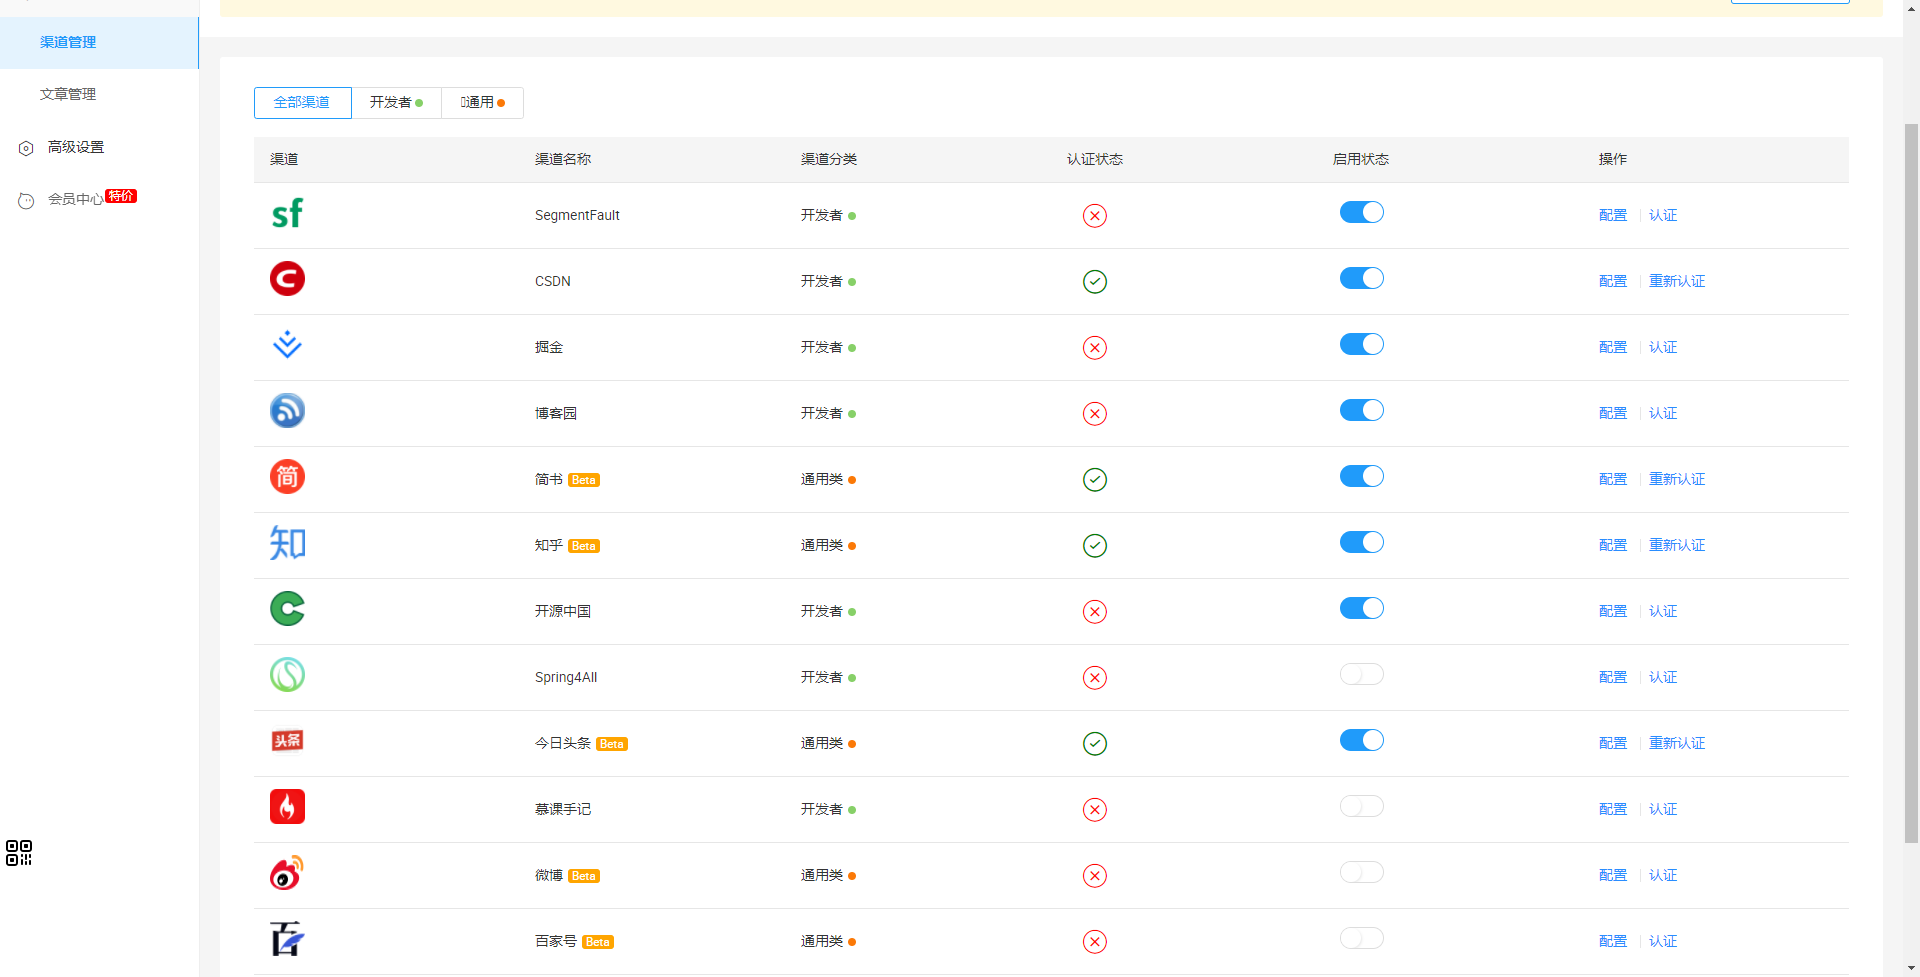 渠道管理
文章管理
高级设置
会员中心 特价
全部渠道 开发者 通用
渠道 渠道名称 渠道分类 认证状态 启用状态 操作
sf SegmentFault 开发者 配置 认证
CSDN 开发者 配置 重新认证
掘金 开发者 配置 认证
博客园 开发者 配置 认证
简 简书 Beta 通用类 配置 重新认证
知 知乎 Beta 通用类 配置 重新认证
开源中国 开发者 配置 认证
Spring4All 开发者 配置 认证
头条 今日头条 Beta 通用类 配置 重新认证
慕课手记 开发者 配置 认证
微博 Beta 通用类 配置 认证
百 百家号 Beta 通用类 配置 认证